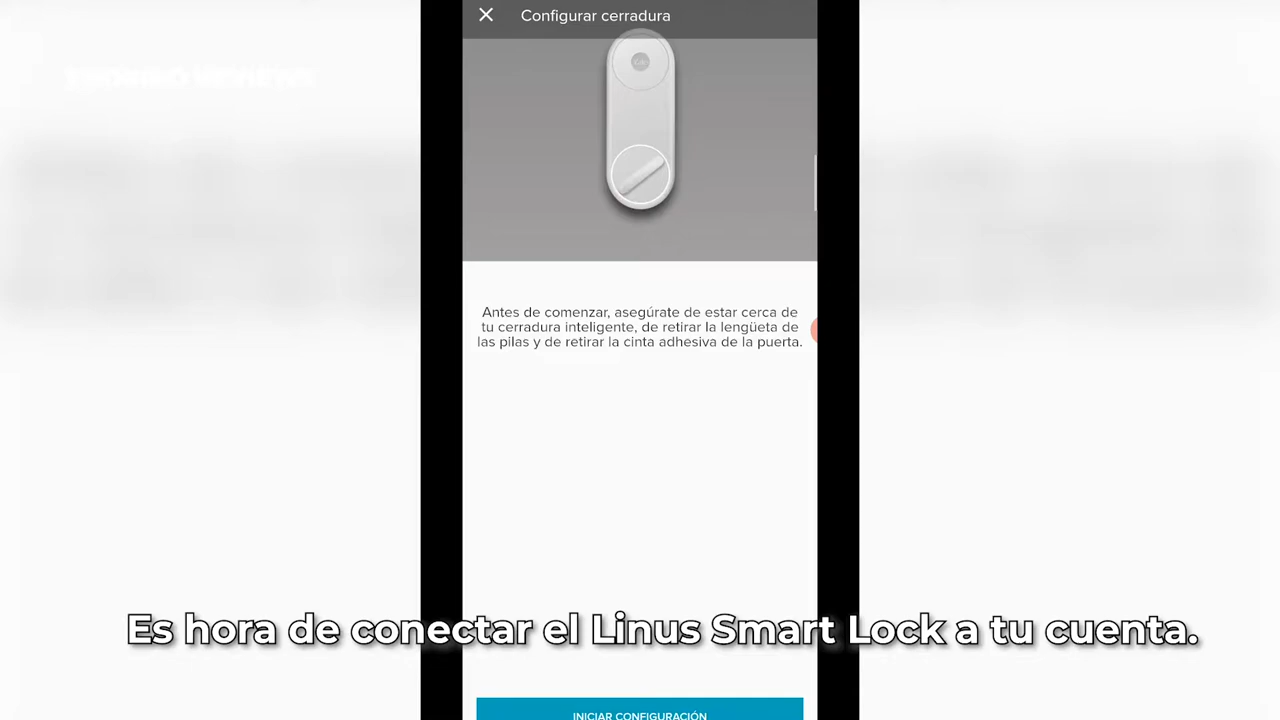 Configurar cerradura
Antes de comenzar, asegúrate de estar cerca de
tu cerradura inteligente, de retirar la lengüeta de
las pilas y de retirar la cinta adhesiva de la puerta.
Es hora de conectar el Linus Smart Lock a tu cuenta.
INICIAR CONFIGURACIÓN